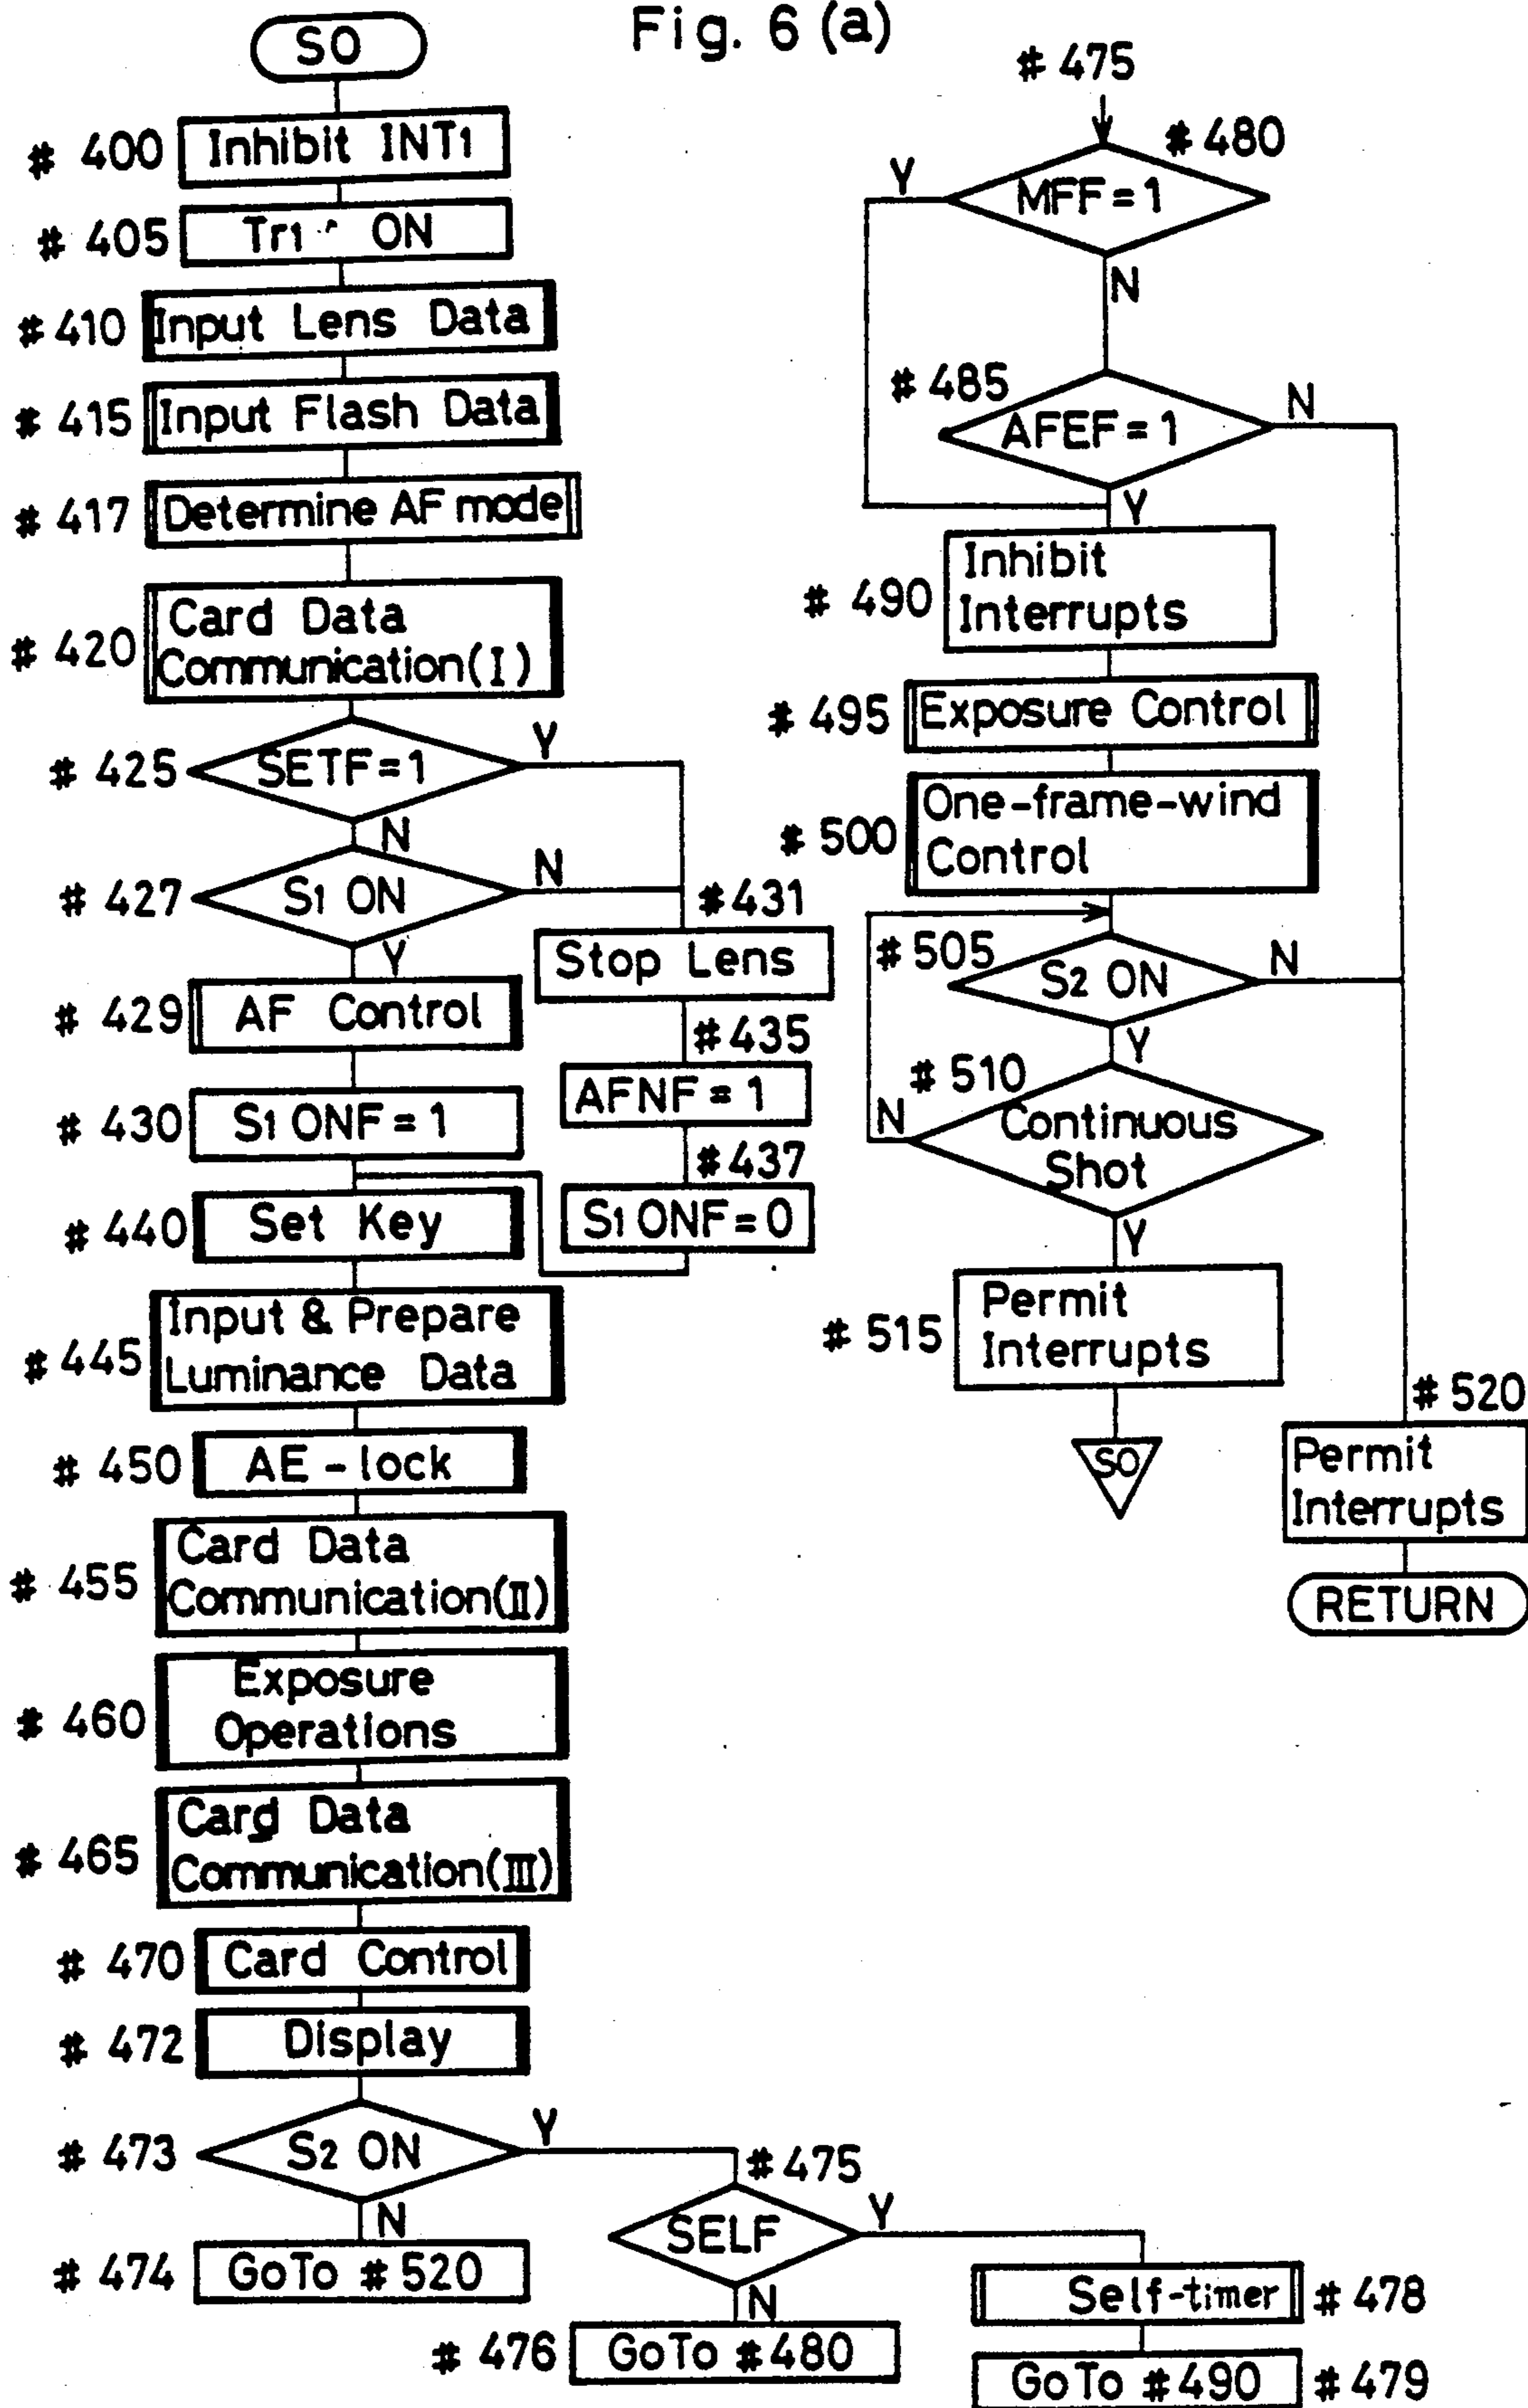 Fig. 6 (a)
SO
# 400 Inhibit INT1
# 405 Tr1 ON
# 410 Input Lens Data
# 415 Input Flash Data
# 417 Determine AF mode
# 420 Card Data
Communication(I)
# 425 SETF=1
Y
N
# 427 S1 ON
N
Y
# 429 AF Control
# 430 S1 ONF = 1
#431
Stop Lens
#435
AFNF = 1
#437
S1 ONF = 0
# 440 Set Key
# 445 Input & Prepare
Luminance Data
# 450 AE - lock
# 455 Card Data
Communication(II)
# 460 Exposure
Operations
# 465 Card Data
Communication(III)
# 470 Card Control
# 472 Display
# 473 S2 ON
Y
N
# 474 GoTo # 520
# 475
SELF
Y
N
# 476 GoTo #480
Self-timer # 478
GoTo #490 # 479
# 475
# 480
MFF = 1
Y
N
# 485
AFEF = 1
N
Y
# 490 Inhibit
Interrupts
# 495 Exposure Control
# 500 One-frame-wind
Control
# 505
S2 ON
N
Y
# 510
Continuous
Shot
N
Y
# 515 Permit
Interrupts
SO
# 520
Permit
Interrupts
RETURN